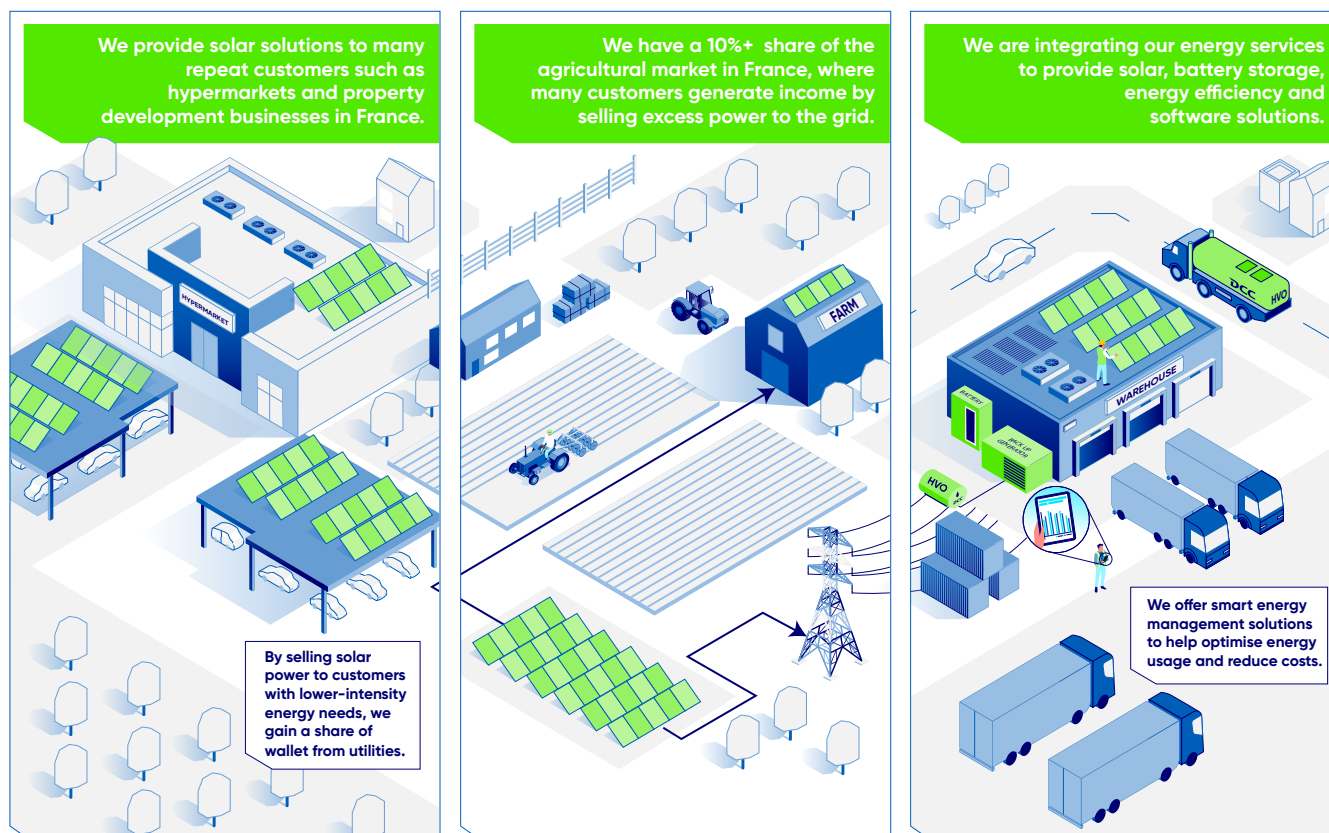 We provide solar solutions to many
repeat customers such as
hypermarkets and property
development businesses in France.
HYPERMARKET
By selling solar
power to customers
with lower-intensity
energy needs, we
gain a share of
wallet from utilities.
We have a 10%+ share of the
agricultural market in France, where
many customers generate income by
selling excess power to the grid.
FARM
We are integrating our energy services
to provide solar, battery storage,
energy efficiency and
software solutions.
DCC
HVO
WAREHOUSE
BATTERY
BACK UP
GENERATOR
HVO
DCC
We offer smart energy
management solutions
to help optimise energy
usage and reduce costs.